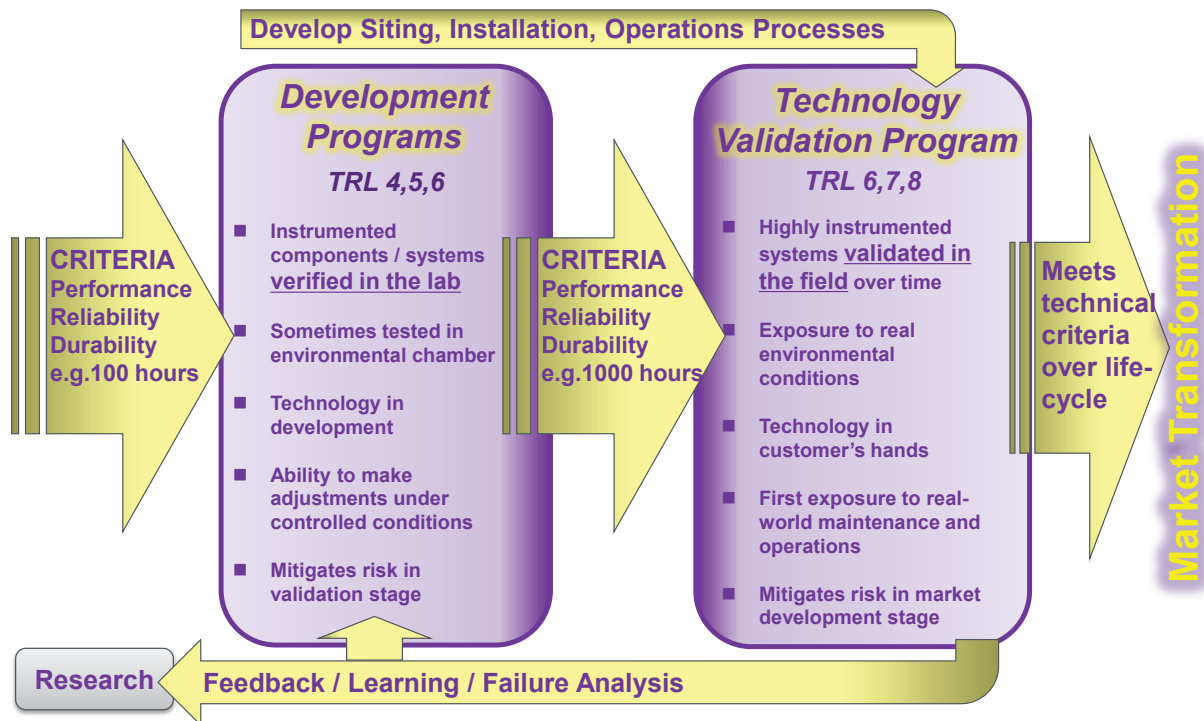 Develop Siting, Installation, Operations Processes
CRITERIA
Performance
Reliability
Durability
e.g.100 hours
Development
Programs
TRL 4,5,6
■ Instrumented
components / systems
verified in the lab
■ Sometimes tested in
environmental chamber
■ Technology in
development
■ Ability to make
adjustments under
controlled conditions
■ Mitigates risk in
validation stage
CRITERIA
Performance
Reliability
Durability
e.g.1000 hours
Technology
Validation Program
TRL 6,7,8
■ Highly instrumented
systems validated in
the field over time
■ Exposure to real
environmental
conditions
■ Technology in
customer's hands
■ First exposure to real-
world maintenance and
operations
■ Mitigates risk in market
development stage
Meets
technical
criteria
over life-
cycle
Market Transformation
Research
Feedback / Learning / Failure Analysis